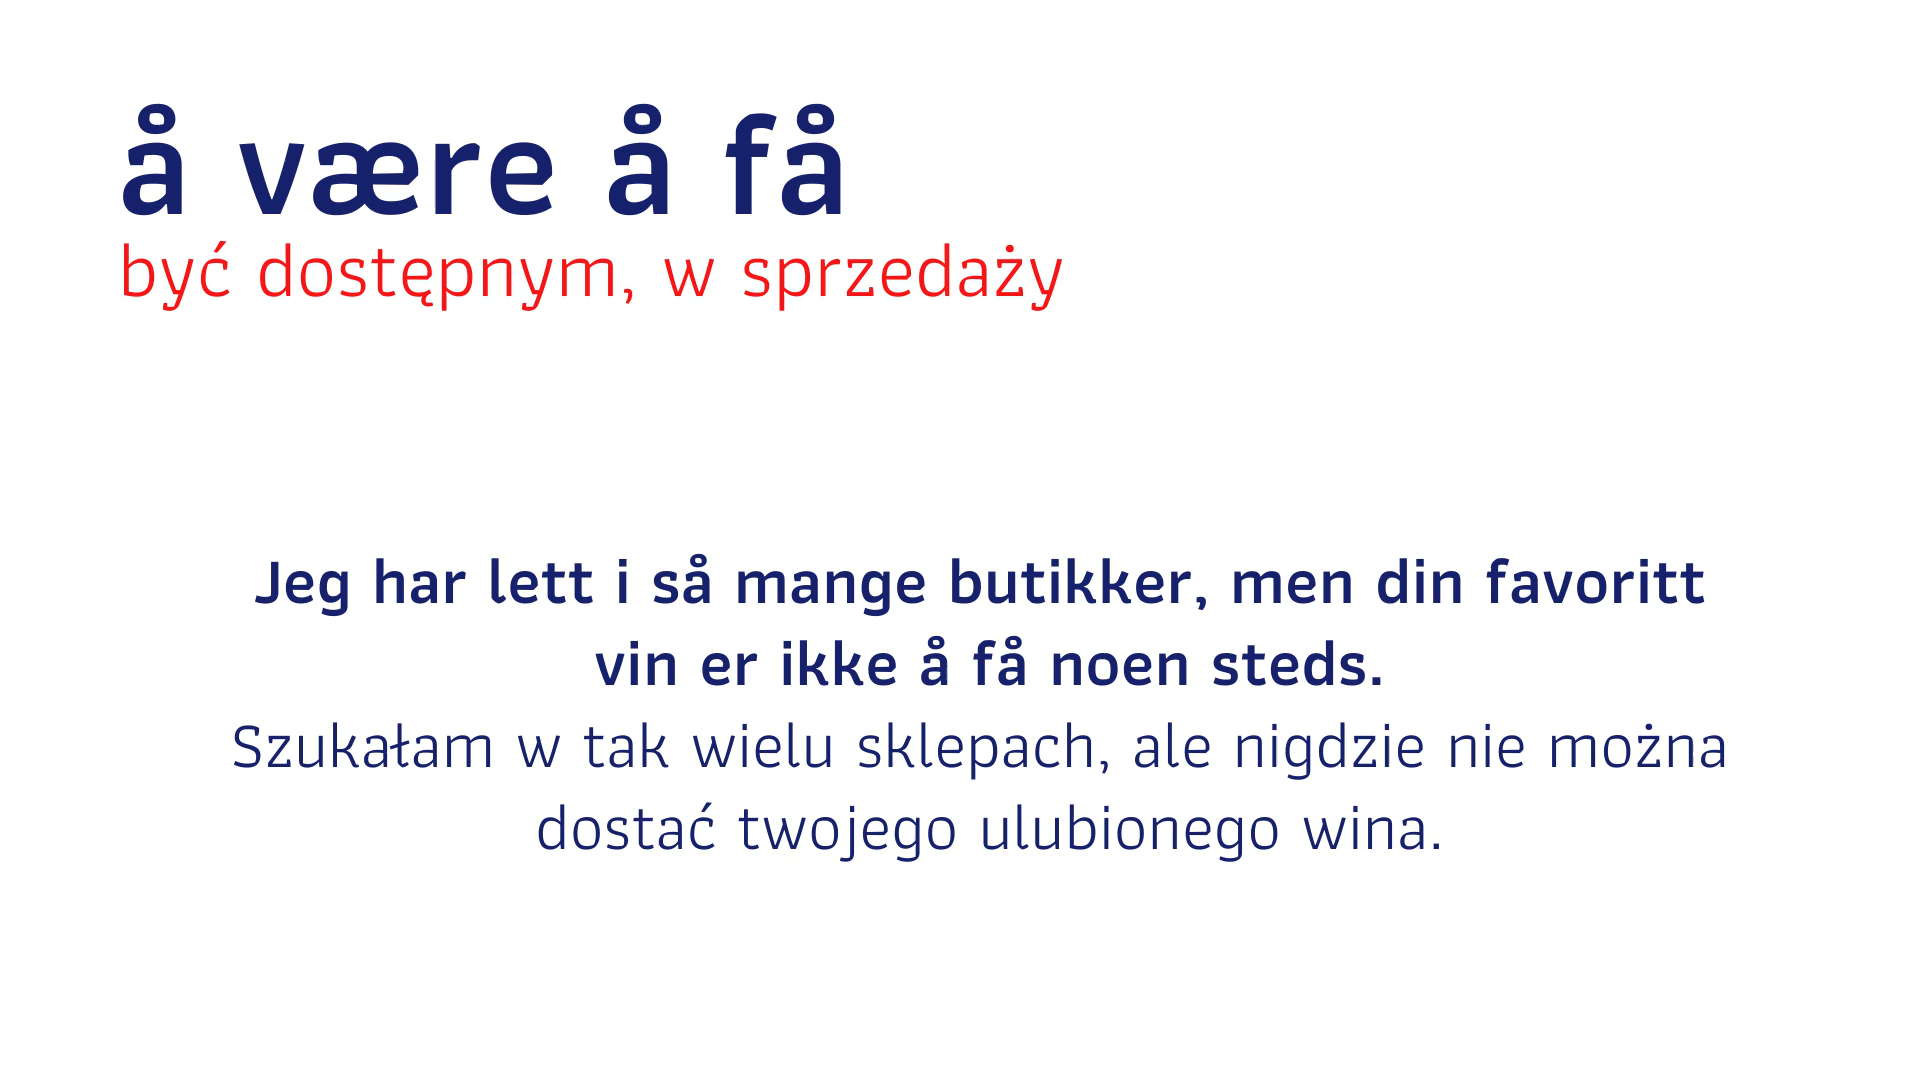 å være å få
być dostępnym, w sprzedaży
Jeg har lett i så mange butikker, men din favoritt
vin er ikke å få noen steds.
Szukałam w tak wielu sklepach, ale nigdzie nie można
dostać twojego ulubionego wina.